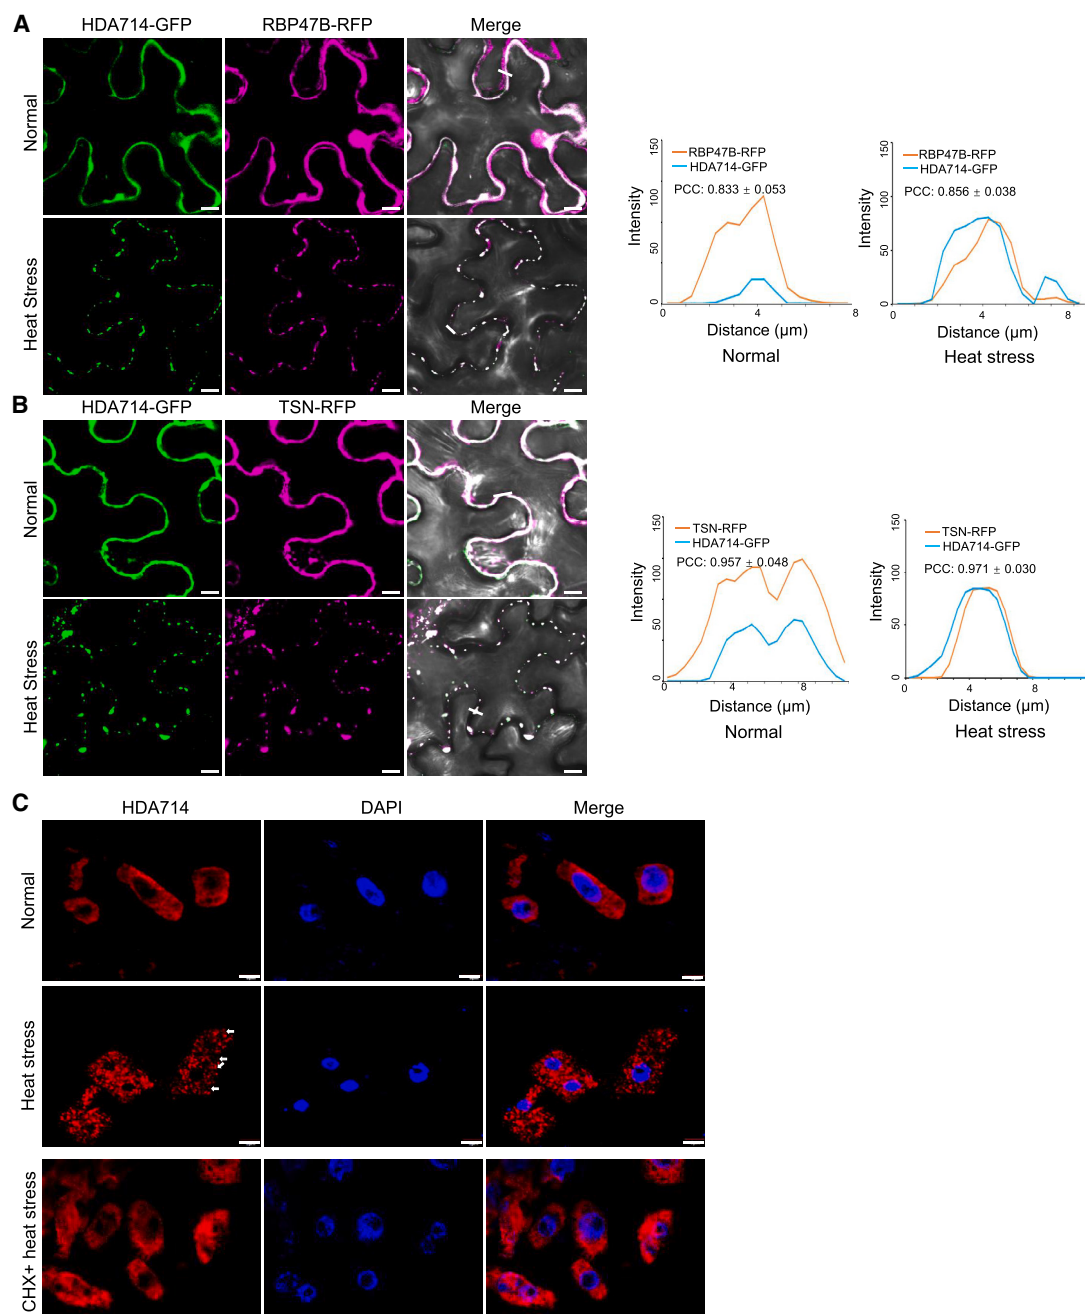 A
HDA714-GFP RBP47B-RFP Merge
Normal
Heat Stress
150
100
50
0
Intensity
RBP47B-RFP
HDA714-GFP
PCC: 0.833 ± 0.053
0 4 8
Distance (μm)
Normal
150
100
50
0
Intensity
RBP47B-RFP
HDA714-GFP
PCC: 0.856 ± 0.038
0 4 8
Distance (μm)
Heat stress
B
HDA714-GFP TSN-RFP Merge
Normal
Heat Stress
150
100
50
0
Intensity
TSN-RFP
HDA714-GFP
PCC: 0.957 ± 0.048
0 4 8
Distance (μm)
Normal
150
100
50
0
Intensity
TSN-RFP
HDA714-GFP
PCC: 0.971 ± 0.030
0 4 8
Distance (μm)
Heat stress
C
HDA714 DAPI Merge
Normal
Heat stress
CHX+ heat stress